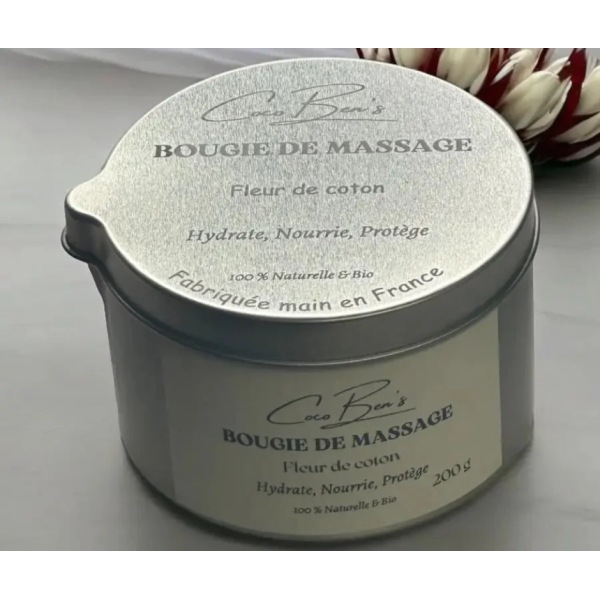 Coco Ben's
BOUGIE DE MASSAGE
Fleur de coton
Hydrate, Nourrie, Protège
100 % Naturelle & Bio
Fabriquée main en France
Coco Ben's
BOUGIE DE MASSAGE
Fleur de coton
Hydrate, Nourrie, Protège
200 g
100 % Naturelle & Bio